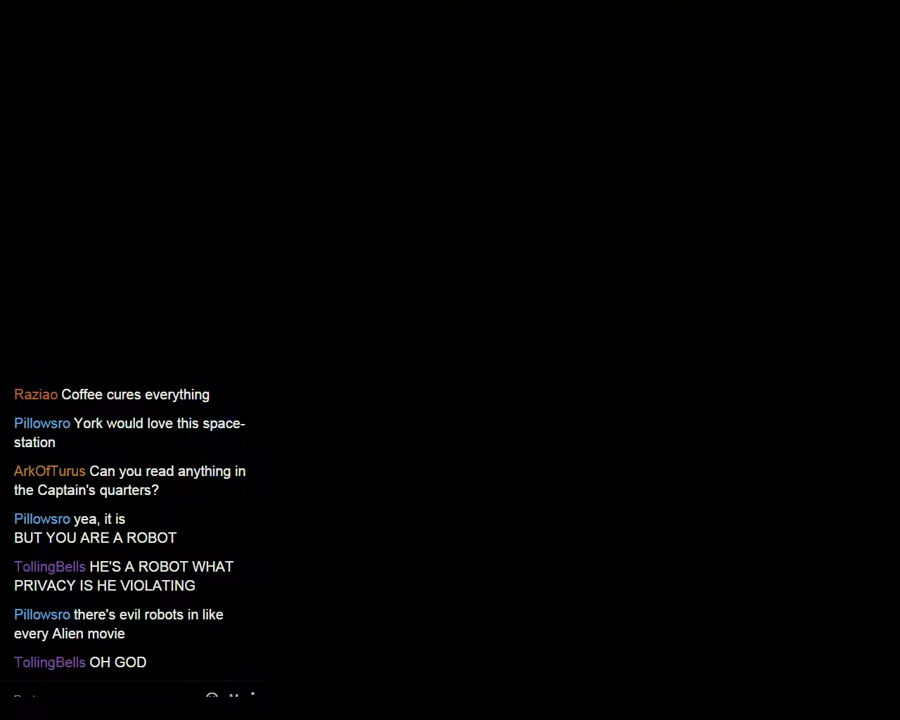 Raziao Coffee cures everything
Pillowsro York would love this space-
station
ArkOfTurus Can you read anything in
the Captain's quarters?
Pillowsro yea, it is
BUT YOU ARE A ROBOT
TollingBells HE'S A ROBOT WHAT
PRIVACY IS HE VIOLATING
Pillowsro there's evil robots in like
every Alien movie
TollingBells OH GOD